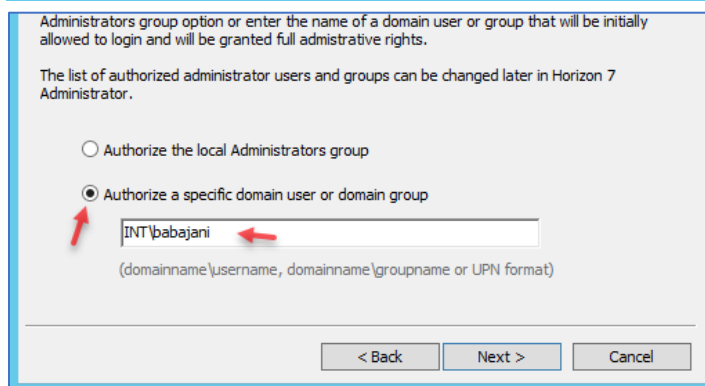 Administrators group option or enter the name of a domain user or group that will be initially
allowed to login and will be granted full admistrative rights.
The list of authorized administrator users and groups can be changed later in Horizon 7
Administrator.
Authorize the local Administrators group
Authorize a specific domain user or domain group
INT\babajani
(domainname\username, domainname\groupname or UPN format)
< Back Next > Cancel